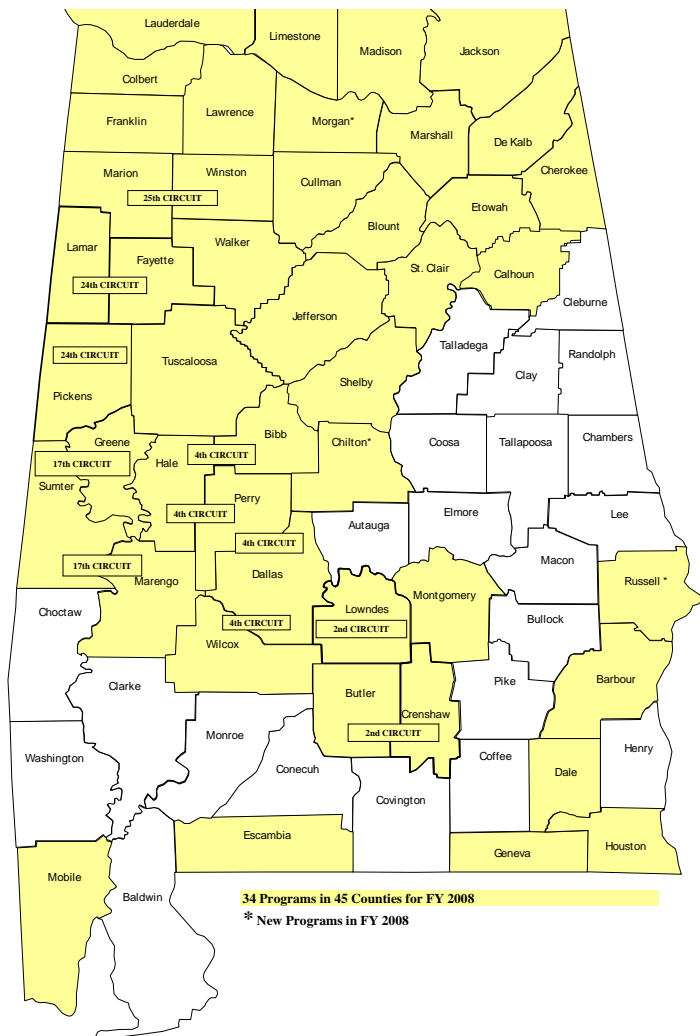 Lauderdale
Limestone
Madison
Jackson
Colbert
Lawrence
Franklin
Morgan*
Marshall
De Kalb
Cherokee
Marion
Winston
Cullman
25th CIRCUIT
Etowah
Blount
Lamar
Fayette
Walker
St. Clair
Calhoun
24th CIRCUIT
Cleburne
Jefferson
Talladega
24th CIRCUIT
Tuscaloosa
Randolph
Clay
Shelby
Pickens
Greene
Bibb
Chilton*
Coosa
Tallapoosa
Chambers
17th CIRCUIT
Hale
4th CIRCUIT
Sumter
Perry
4th CIRCUIT
Autauga
Elmore
Lee
4th CIRCUIT
Macon
17th CIRCUIT
Marengo
Dallas
Russell *
Choctaw
Lowndes
Montgomery
4th CIRCUIT
2nd CIRCUIT
Bullock
Wilcox
Clarke
Pike
Barbour
Butler
Crenshaw
Monroe
2nd CIRCUIT
Washington
Conecuh
Coffee
Henry
Dale
Covington
Escambia
Geneva
Houston
Mobile
Baldwin
34 Programs in 45 Counties for FY 2008
* New Programs in FY 2008